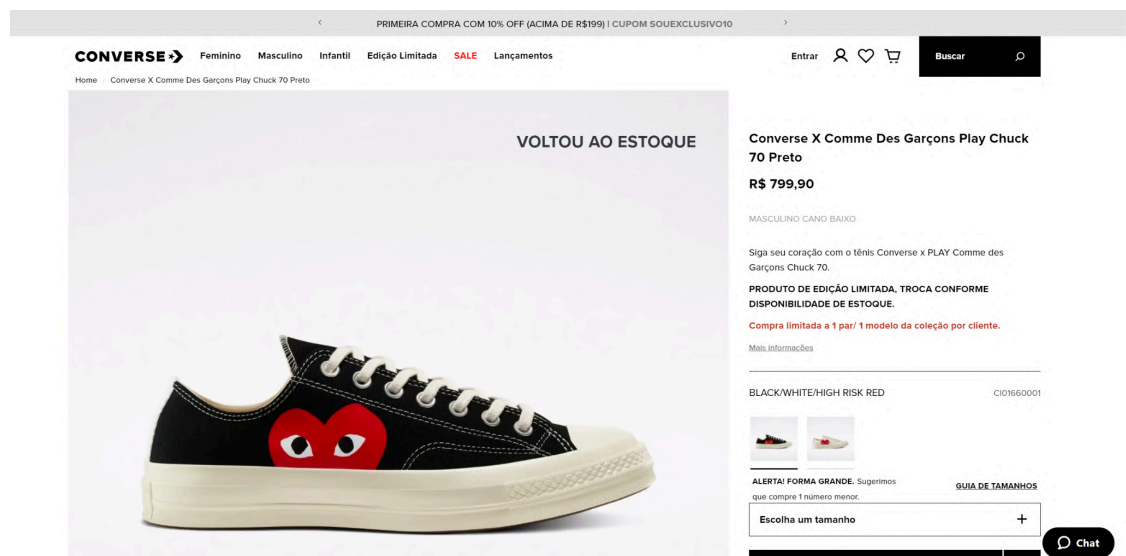 PRIMEIRA COMPRA COM 10% OFF (ACIMA DE R$199) | CUPOM SOUEXCLUSIVO10
CONVERSE
Feminino Masculino Infantil Edição Limitada SALE Lançamentos
Entrar
Buscar
Home / Converse X Comme Des Garçons Play Chuck 70 Preto
VOLTOU AO ESTOQUE
Converse X Comme Des Garçons Play Chuck
70 Preto
R$ 799,90
MASCULINO CANO BAIXO
Siga seu coração com o tênis Converse x PLAY Comme des
Garçons Chuck 70.
PRODUTO DE EDIÇÃO LIMITADA, TROCA CONFORME
DISPONIBILIDADE DE ESTOQUE.
Compra limitada a 1 par/ 1 modelo da coleção por cliente.
Mais informações
BLACK/WHITE/HIGH RISK RED CI01660001
ALERTA! FORMA GRANDE. Sugerimos
que compre 1 número menor.
GUIA DE TAMANHOS
Escolha um tamanho +
Chat